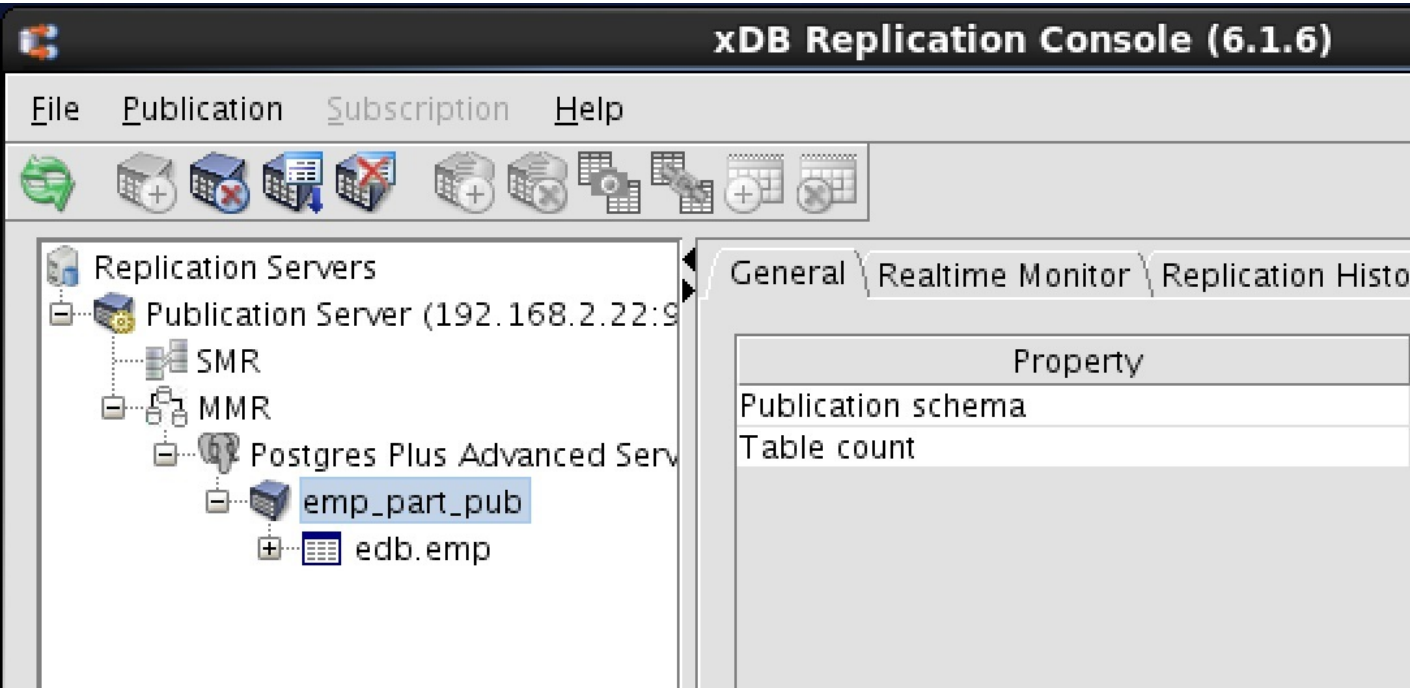 xDB Replication Console (6.1.6)
File Publication Subscription Help
Replication Servers
Publication Server (192.168.2.22:9
SMR
MMR
Postgres Plus Advanced Serv
emp_part_pub
edb.emp
General Realtime Monitor Replication Histo
Property
Publication schema
Table count